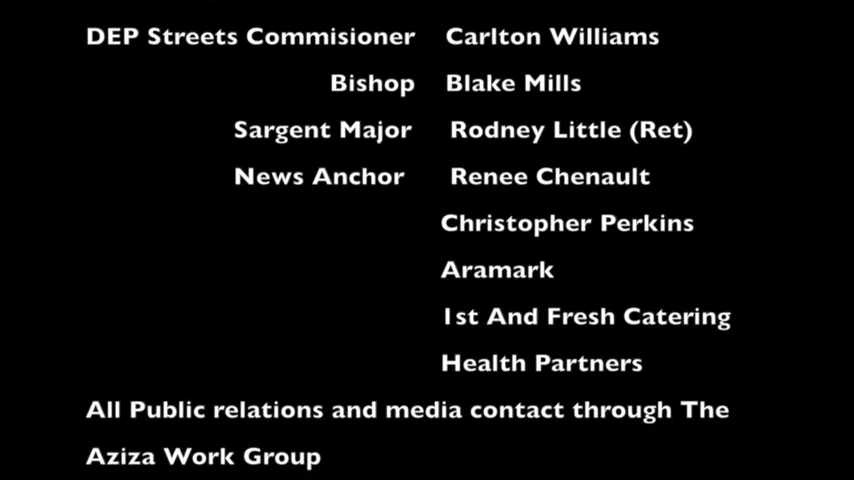 DEP Streets Commisioner Carlton Williams
Bishop Blake Mills
Sargent Major Rodney Little (Ret)
News Anchor Renee Chenault
Christopher Perkins
Aramark
1st And Fresh Catering
Health Partners
All Public relations and media contact through The
Aziza Work Group